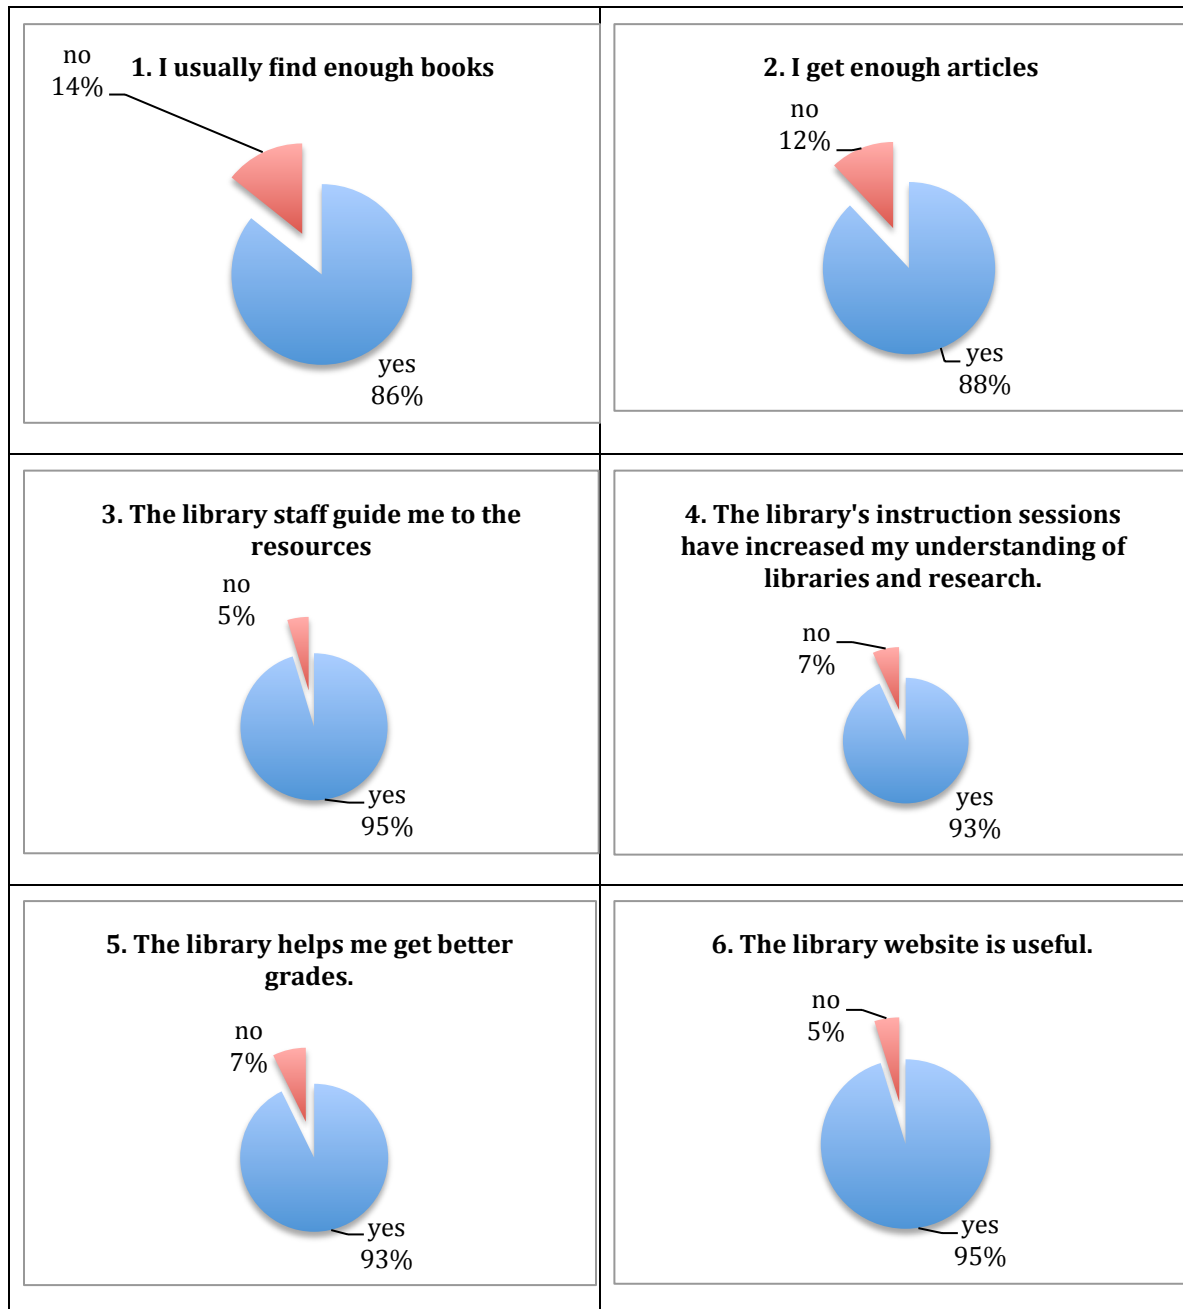 1. I usually find enough books
no
14%
yes
86%
2. I get enough articles
no
12%
yes
88%
3. The library staff guide me to the
resources
no
5%
yes
95%
4. The library's instruction sessions
have increased my understanding of
libraries and research.
no
7%
yes
93%
5. The library helps me get better
grades.
no
7%
yes
93%
6. The library website is useful.
no
5%
yes
95%